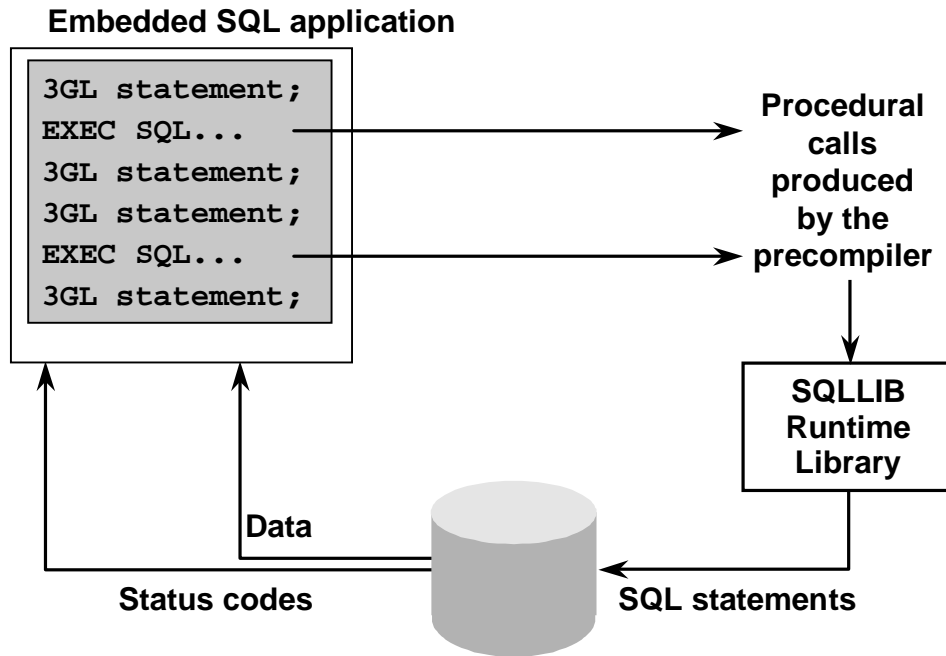 Embedded SQL application
3GL statement;
EXEC SQL...
3GL statement;
3GL statement;
EXEC SQL...
3GL statement;
Procedural
calls
produced
by the
precompiler
SQLLIB
Runtime
Library
Data
Status codes
SQL statements